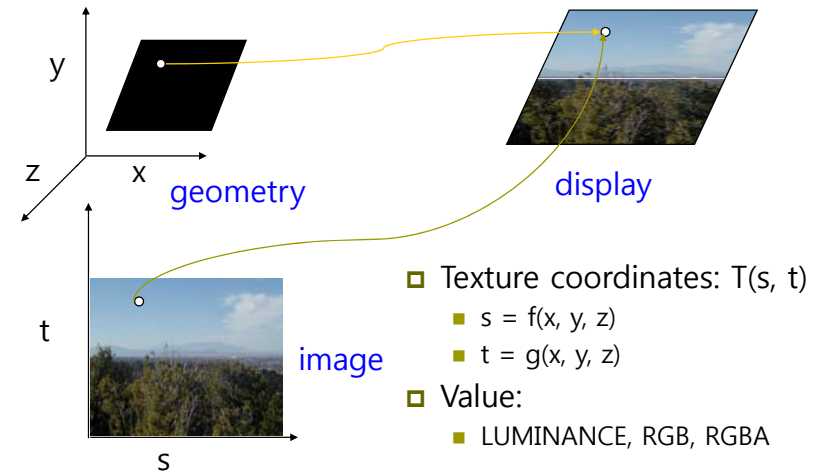 y
z
x
geometry
display
t
image
s
Texture coordinates: T(s, t)
s = f(x, y, z)
t = g(x, y, z)
Value:
LUMINANCE, RGB, RGBA